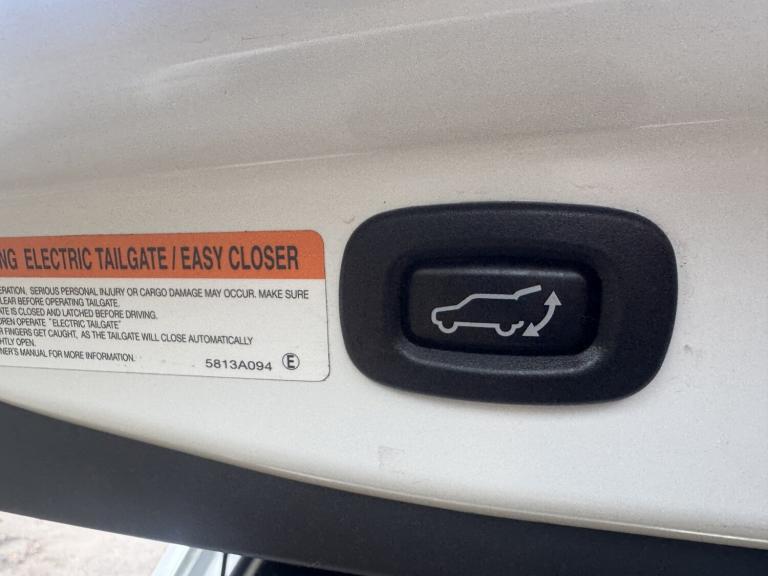 NG ELECTRIC TAILGATE / EASY CLOSER
ERATION, SERIOUS PERSONAL INJURY OR CARGO DAMAGE MAY OCCUR. MAKE SURE
LEAR BEFORE OPERATING TAILGATE.
ATE IS CLOSED AND LATCHED BEFORE DRIVING.
DREN OPERATE "ELECTRIC TAILGATE"
R FINGERS GET CAUGHT, AS THE TAILGATE WILL CLOSE AUTOMATICALLY
HTLY OPEN.
NER'S MANUAL FOR MORE INFORMATION.
5813A094 E